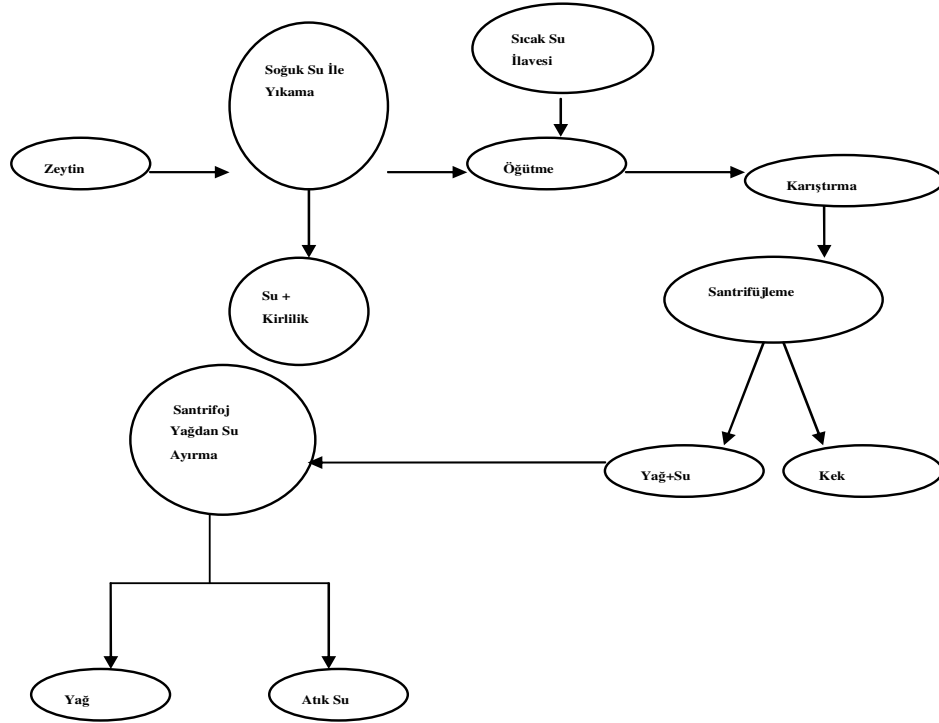 Sıcak Su
İlavesi
Soğuk Su İle
Yıkama
Zeytin
Öğütme
Karıştırma
Su +
Kirlilik
Santrifüjleme
Santrifoj
Yağdan Su
Ayırma
Yağ+Su
Kek
Yağ
Atık Su